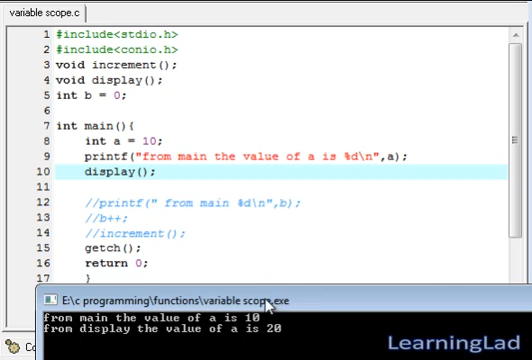 variable scope.c
1 #include<stdio.h>
2 #include<conio.h>
3 void increment();
4 void display();
5 int b = 0;
6
7 int main(){
8 int a = 10;
9 printf("from main the value of a is %d\n",a);
10 display();
11
12 //printf(" from main %d\n",b);
13 //b++;
14 //increment();
15 getch();
16 return 0;
17 }
E:\c programming\functions\variable scope.exe
from main the value of a is 10
from display the value of a is 20
Co
LearningLad